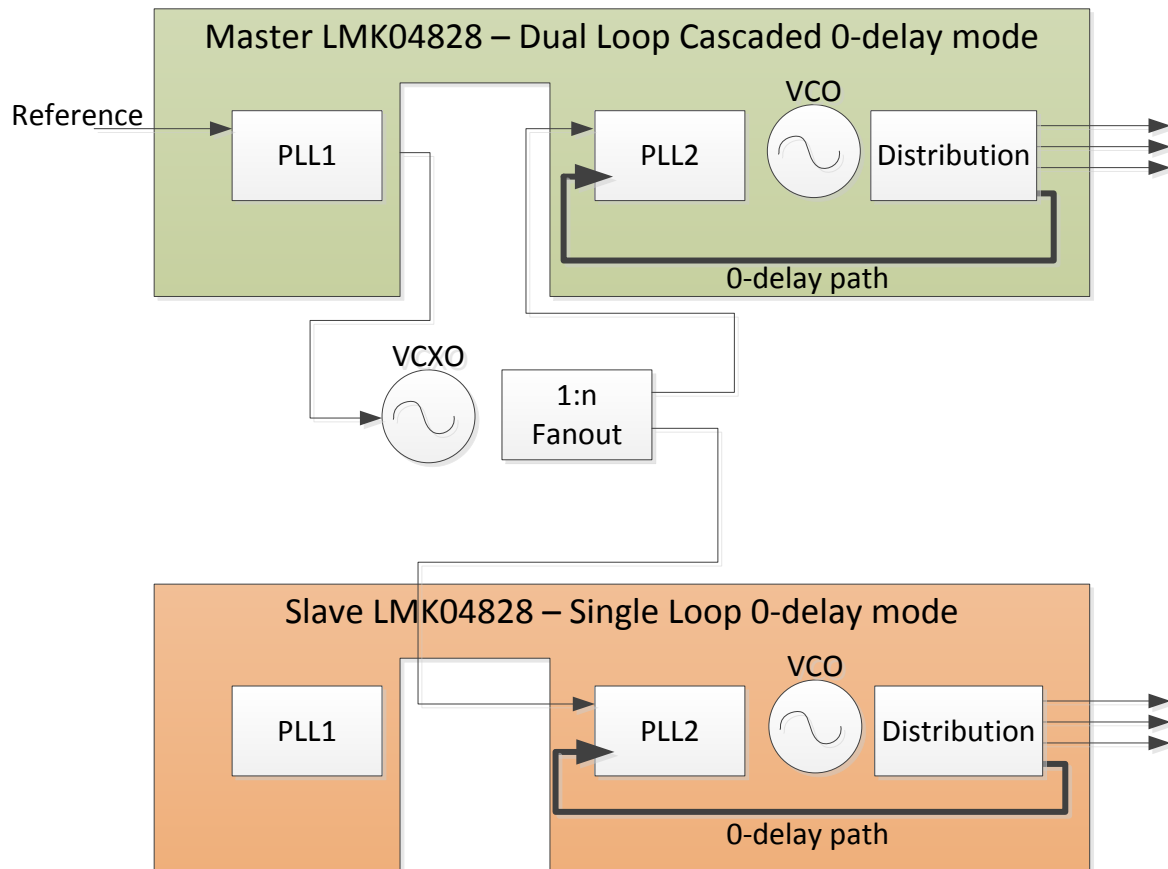 Master LMK04828 – Dual Loop Cascaded 0-delay mode
Reference
PLL1
PLL2
VCO
Distribution
0-delay path
VCXO
1:n
Fanout
Slave LMK04828 – Single Loop 0-delay mode
PLL1
PLL2
VCO
Distribution
0-delay path